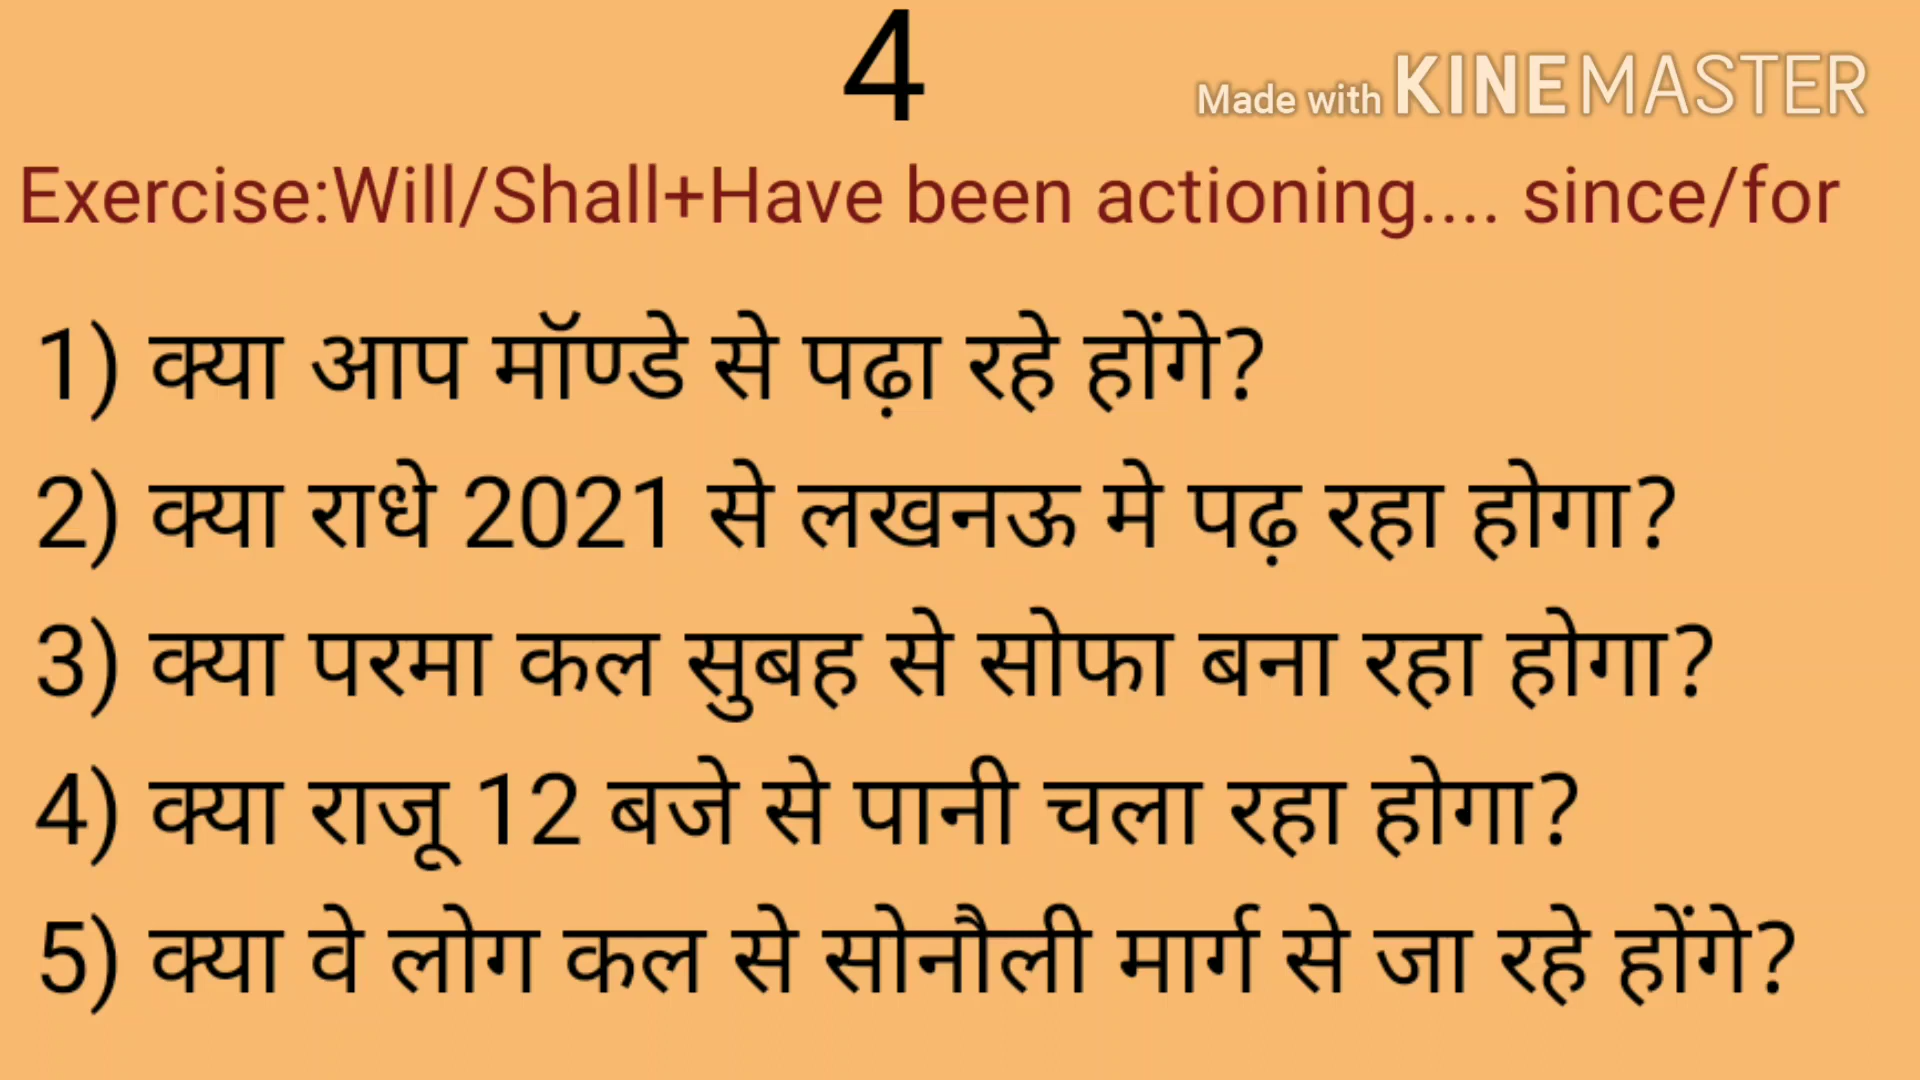 4
Made with KINEMASTER
Exercise:Will/Shall+Have been actioning.... since/for
1) क्या आप मॉण्डे से पढ़ा रहे होंगे?
2) क्या राधे 2021 से लखनऊ मे पढ़ रहा होगा?
3) क्या परमा कल सुबह से सोफा बना रहा होगा?
4) क्या राजू 12 बजे से पानी चला रहा होगा?
5) क्या वे लोग कल से सोनौली मार्ग से जा रहे होंगे?